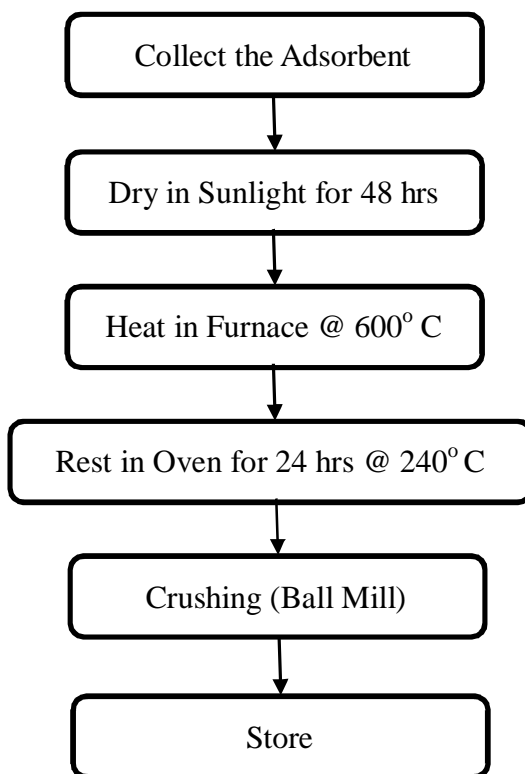 Collect the Adsorbent
Dry in Sunlight for 48 hrs
Heat in Furnace @ 600° C
Rest in Oven for 24 hrs @ 240° C
Crushing (Ball Mill)
Store